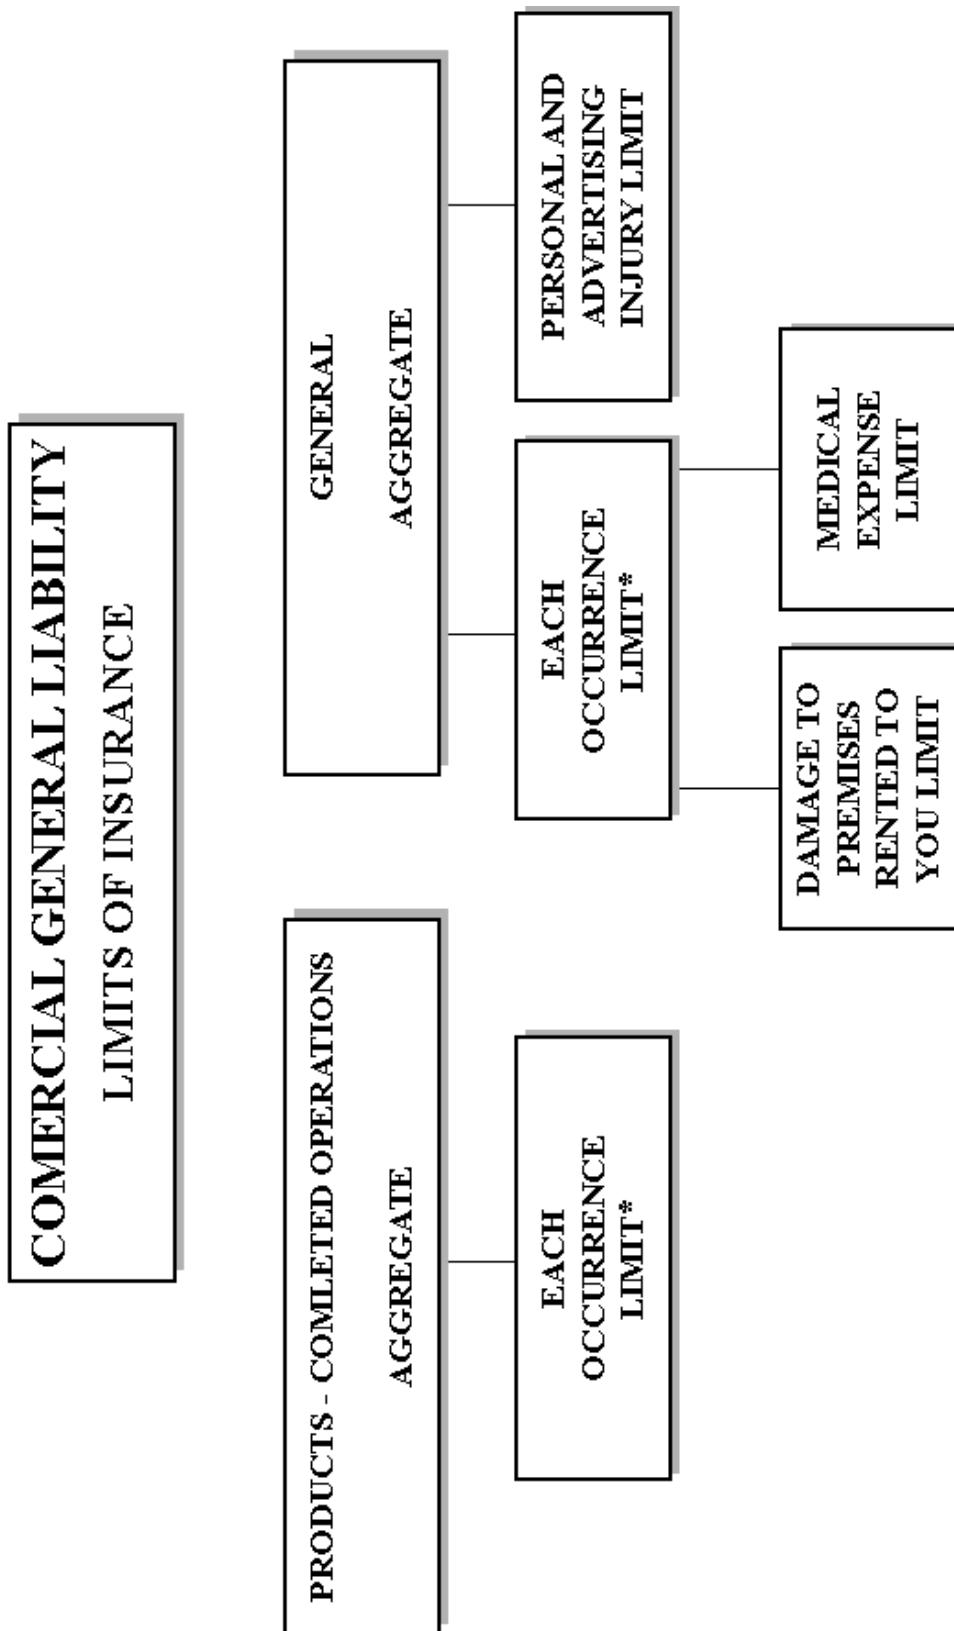 COMERCIAL GENERAL LIABILITY
LIMITS OF INSURANCE
PRODUCTS - COMLETED OPERATIONS
AGGREGATE
GENERAL
AGGREGATE
EACH
OCCURRENCE
LIMIT*
EACH
OCCURRENCE
LIMIT*
PERSONAL AND
ADVERTISING
INJURY LIMIT
DAMAGE TO
PREMISES
RENTED TO
YOU LIMIT
MEDICAL
EXPENSE
LIMIT